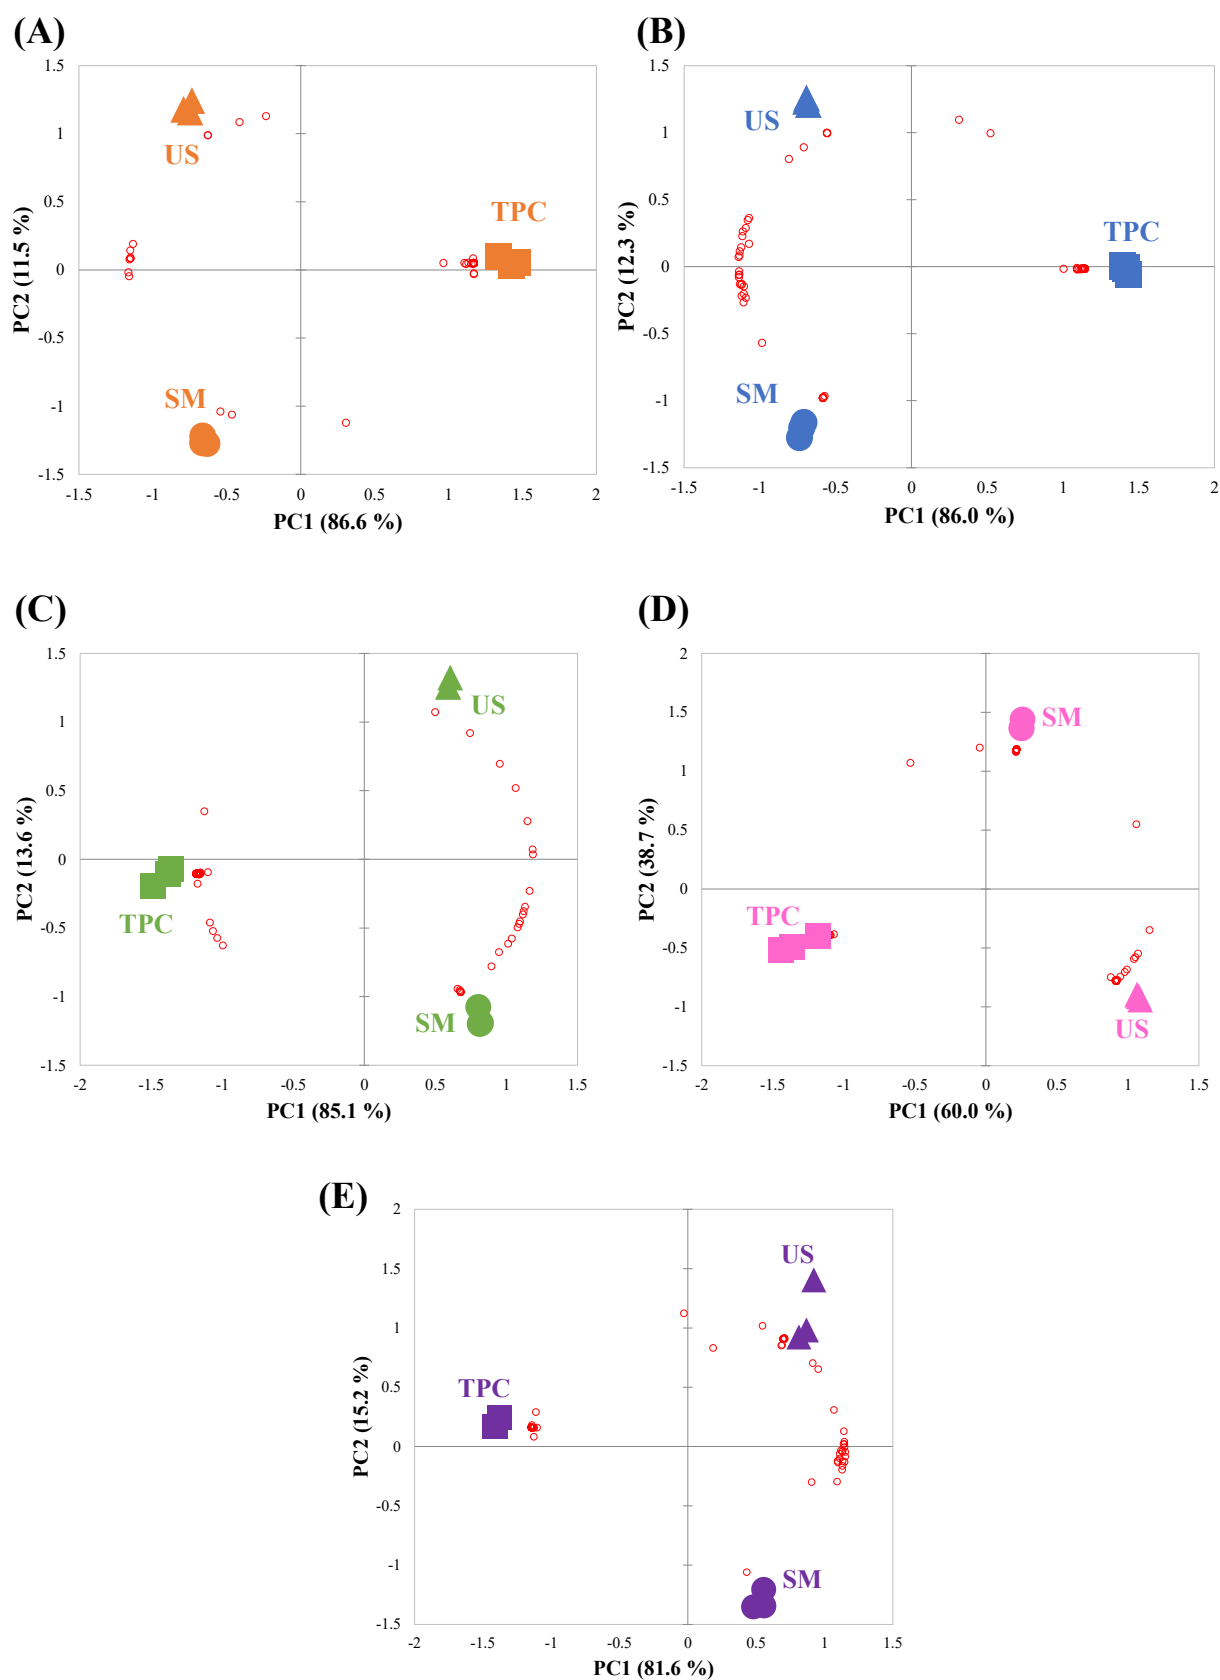 (A)
1.5
1
0.5
0
-0.5
-1
-1.5
-1.5
-1
-0.5
0
0.5
1
1.5
2
PC2 (11.5 %)
PC1 (86.6 %)
US
TPC
SM
(B)
1.5
1
0.5
0
-0.5
-1
-1.5
-1.5
-1
-0.5
0
0.5
1
1.5
2
PC2 (12.3 %)
PC1 (86.0 %)
US
TPC
SM
(C)
1.5
1
0.5
0
-0.5
-1
-1.5
-2
-1.5
-1
-0.5
0
0.5
1
1.5
PC2 (13.6 %)
PC1 (85.1 %)
US
TPC
SM
(D)
2
1.5
1
0.5
0
-0.5
-1
-1.5
-2
-1.5
-1
-0.5
0
0.5
1
1.5
PC2 (38.7 %)
PC1 (60.0 %)
SM
TPC
US
(E)
2
1.5
1
0.5
0
-0.5
-1
-1.5
-2
-1.5
-1
-0.5
0
0.5
1
1.5
PC2 (15.2 %)
PC1 (81.6 %)
US
TPC
SM